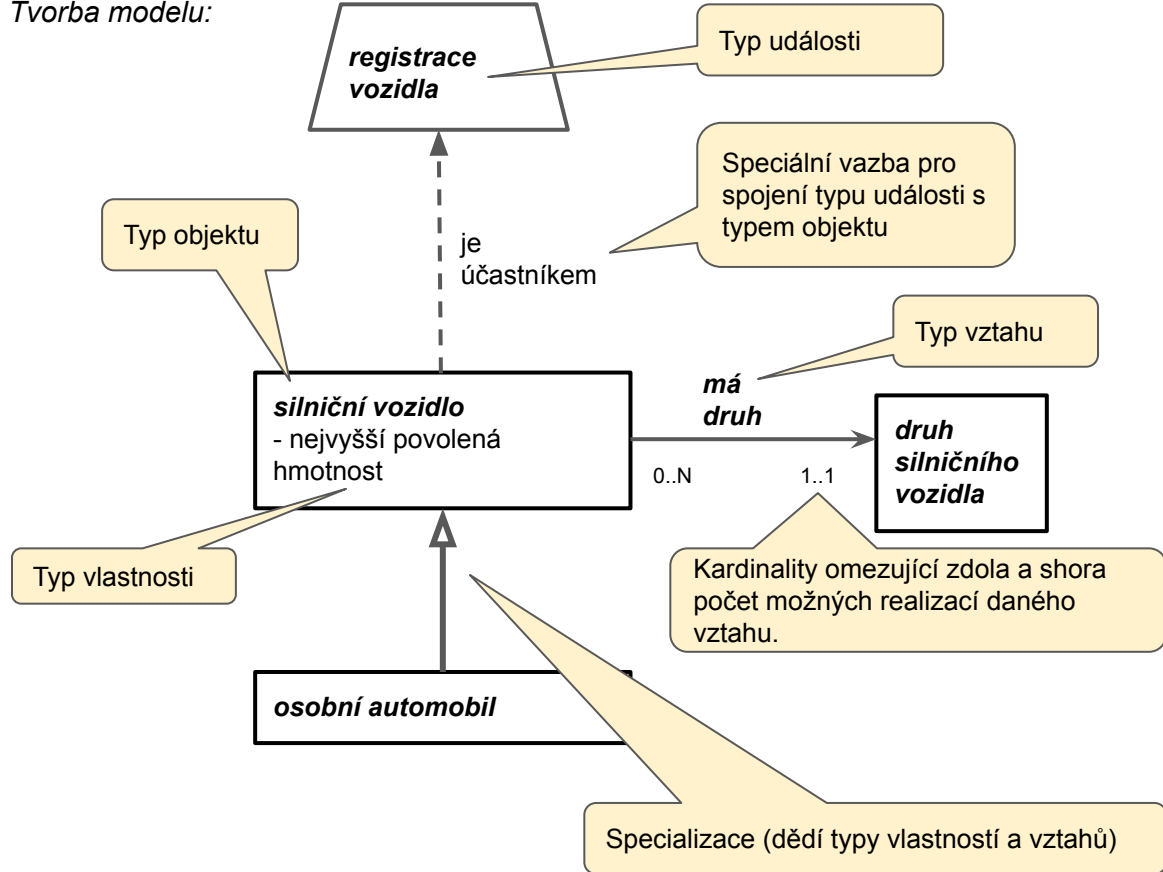 Tvorba modelu:
registrace
vozidla
Typ události
Speciální vazba pro
spojení typu události s
typem objektu
Typ objektu
je
účastníkem
Typ vztahu
má
druh
silniční vozidlo
- nejvyšší povolená
hmotnost
druh
silničního
vozidla
0..N
1..1
Typ vlastnosti
Kardinality omezující zdola a shora
počet možných realizací daného
vztahu.
osobní automobil
Specializace (dědí typy vlastností a vztahů)